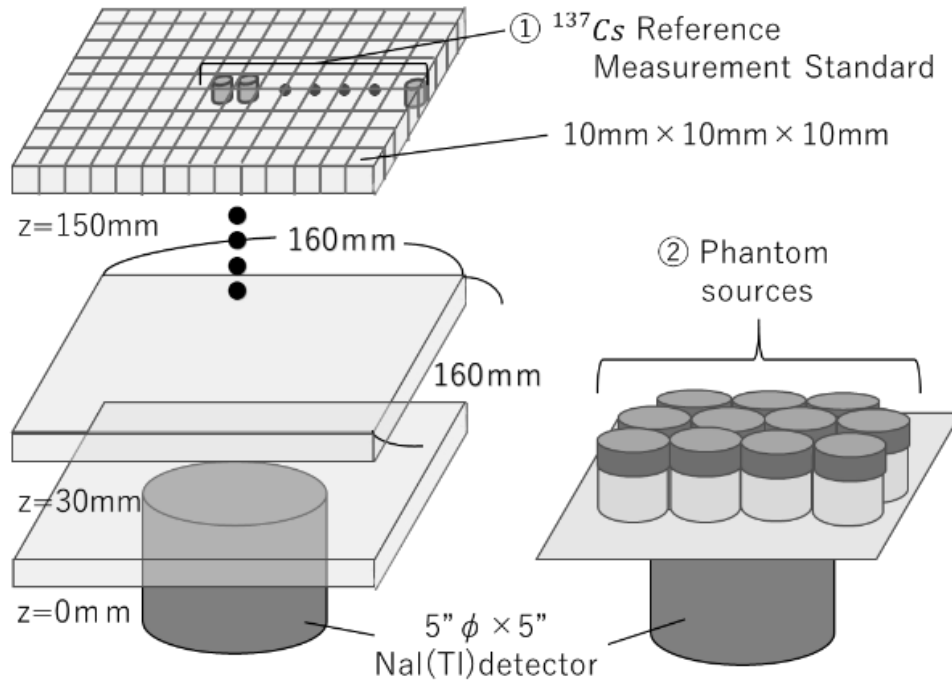 ① ¹³⁷Cs Reference
Measurement Standard
10mm×10mm×10mm
z=150mm
160mm
② Phantom
sources
160mm
z=30mm
z=0mm
5”φ×5”
NaI(Tl)detector